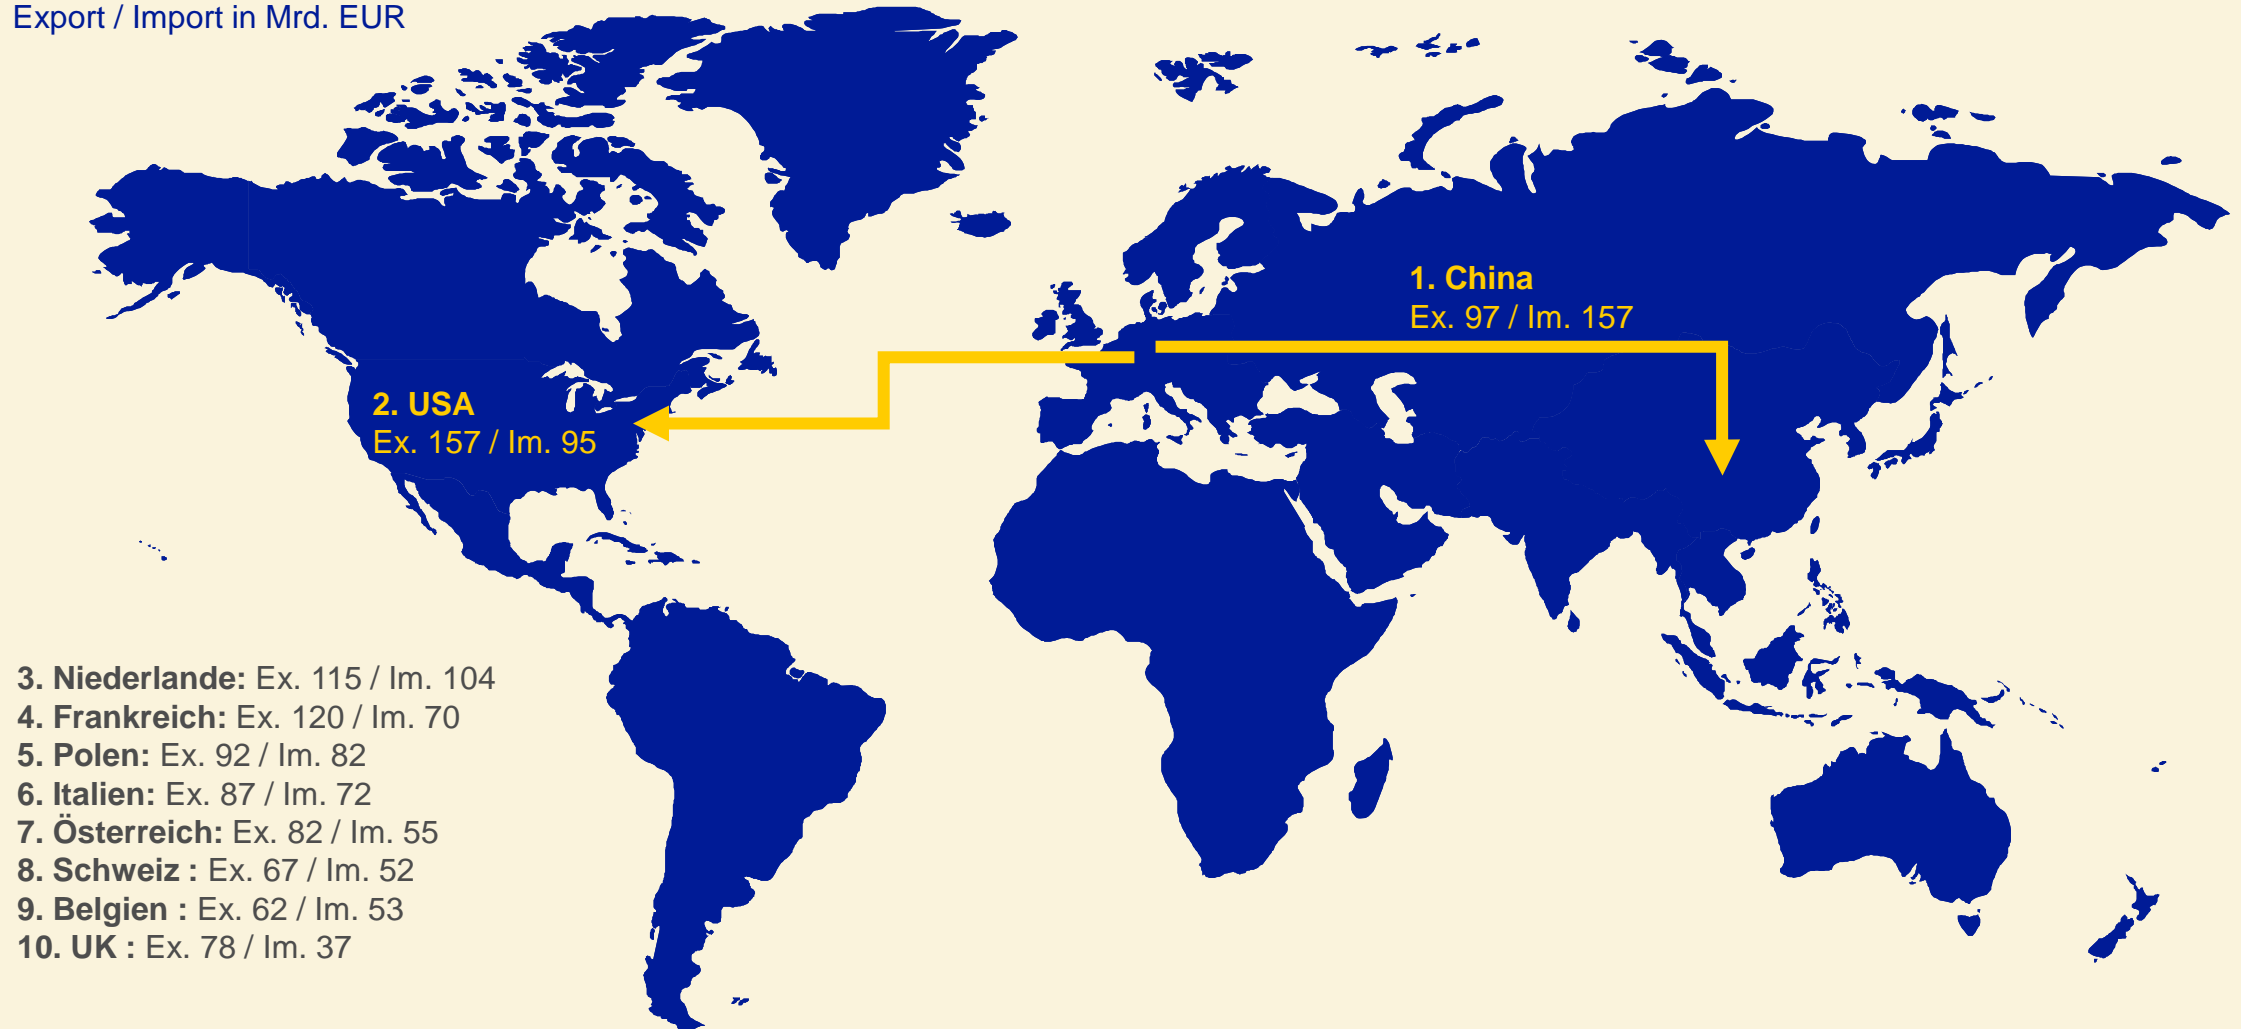 Export / Import in Mrd. EUR
1. China
Ex. 97 / Im. 157
2. USA
Ex. 157 / Im. 95
3. Niederlande: Ex. 115 / Im. 104
4. Frankreich: Ex. 120 / Im. 70
5. Polen: Ex. 92 / Im. 82
6. Italien: Ex. 87 / Im. 72
7. Österreich: Ex. 82 / Im. 55
8. Schweiz : Ex. 67 / Im. 52
9. Belgien : Ex. 62 / Im. 53
10. UK : Ex. 78 / Im. 37